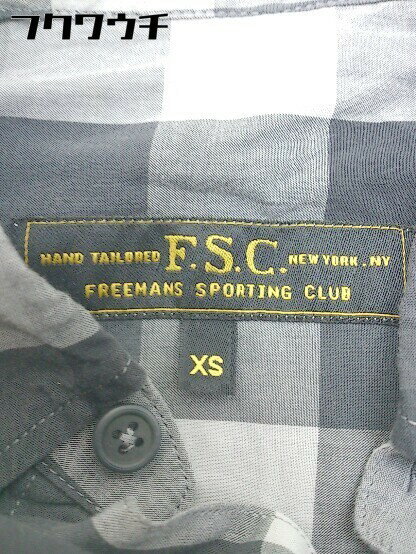 フクワウチ
HAND TAILORED F.S.C. NEW YORK.NY
FREEMANS SPORTING CLUB
XS